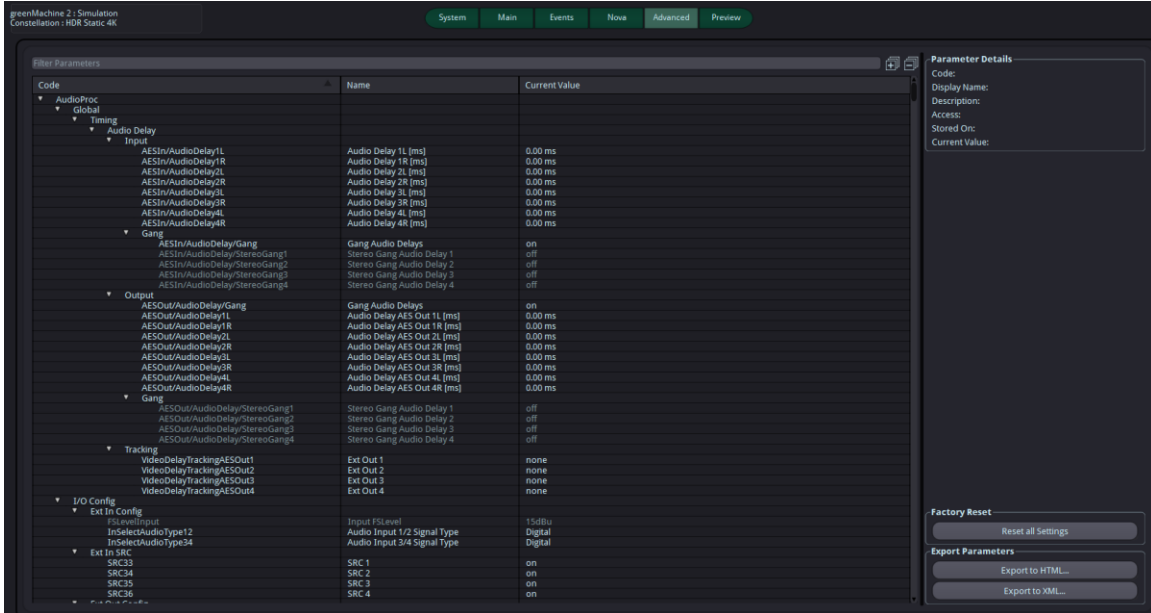 greenMachine 2 : Simulation
Constellation : HDR Static 4K
System Main Events Nova Advanced Preview
Filter Parameters
Code Name Current Value
AudioProc
Global
Timing
Audio Delay
Input
AESIn/AudioDelay1L Audio Delay 1L [ms] 0.00 ms
AESIn/AudioDelay1R Audio Delay 1R [ms] 0.00 ms
AESIn/AudioDelay2L Audio Delay 2L [ms] 0.00 ms
AESIn/AudioDelay2R Audio Delay 2R [ms] 0.00 ms
AESIn/AudioDelay3L Audio Delay 3L [ms] 0.00 ms
AESIn/AudioDelay3R Audio Delay 3R [ms] 0.00 ms
AESIn/AudioDelay4L Audio Delay 4L [ms] 0.00 ms
AESIn/AudioDelay4R Audio Delay 4R [ms] 0.00 ms
Gang
AESIn/AudioDelay/Gang Gang Audio Delays on
AESIn/AudioDelay/StereoGang1 Stereo Gang Audio Delay 1 off
AESIn/AudioDelay/StereoGang2 Stereo Gang Audio Delay 2 off
AESIn/AudioDelay/StereoGang3 Stereo Gang Audio Delay 3 off
AESIn/AudioDelay/StereoGang4 Stereo Gang Audio Delay 4 off
Output
AESOut/AudioDelay/Gang Gang Audio Delays on
AESOut/AudioDelay1L Audio Delay AES Out 1L [ms] 0.00 ms
AESOut/AudioDelay1R Audio Delay AES Out 1R [ms] 0.00 ms
AESOut/AudioDelay2L Audio Delay AES Out 2L [ms] 0.00 ms
AESOut/AudioDelay2R Audio Delay AES Out 2R [ms] 0.00 ms
AESOut/AudioDelay3L Audio Delay AES Out 3L [ms] 0.00 ms
AESOut/AudioDelay3R Audio Delay AES Out 3R [ms] 0.00 ms
AESOut/AudioDelay4L Audio Delay AES Out 4L [ms] 0.00 ms
AESOut/AudioDelay4R Audio Delay AES Out 4R [ms] 0.00 ms
Gang
AESOut/AudioDelay/StereoGang1 Stereo Gang Audio Delay 1 off
AESOut/AudioDelay/StereoGang2 Stereo Gang Audio Delay 2 off
AESOut/AudioDelay/StereoGang3 Stereo Gang Audio Delay 3 off
AESOut/AudioDelay/StereoGang4 Stereo Gang Audio Delay 4 off
Tracking
VideoDelayTrackingAESOut1 Ext Out 1 none
VideoDelayTrackingAESOut2 Ext Out 2 none
VideoDelayTrackingAESOut3 Ext Out 3 none
VideoDelayTrackingAESOut4 Ext Out 4 none
I/O Config
Ext In Config
FSLevelInput Input FSLevel 15dBu
InSelectAudioType12 Audio Input 1/2 Signal Type Digital
InSelectAudioType34 Audio Input 3/4 Signal Type Digital
Ext In SRC
SRC33 SRC 1 on
SRC34 SRC 2 on
SRC35 SRC 3 on
SRC36 SRC 4 on
Ext Out Config
Parameter Details
Code:
Display Name:
Description:
Access:
Stored On:
Current Value:
Factory Reset
Reset all Settings
Export Parameters
Export to HTML...
Export to XML...